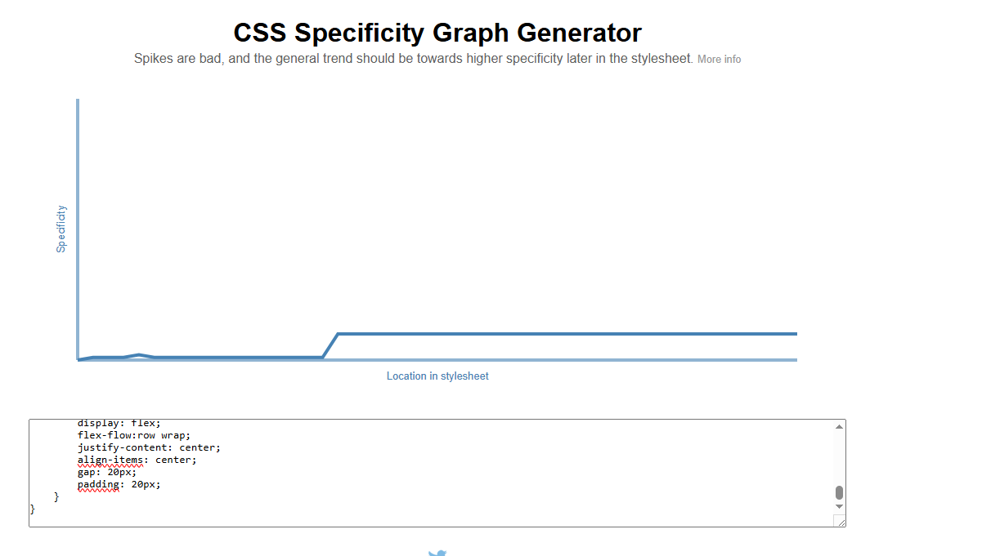 CSS Specificity Graph Generator
Spikes are bad, and the general trend should be towards higher specificity later in the stylesheet. More info
Specificity
Location in stylesheet
display: flex;
flex-flow:row wrap;
justify-content: center;
align-items: center;
gap: 20px;
padding: 20px;
}
}